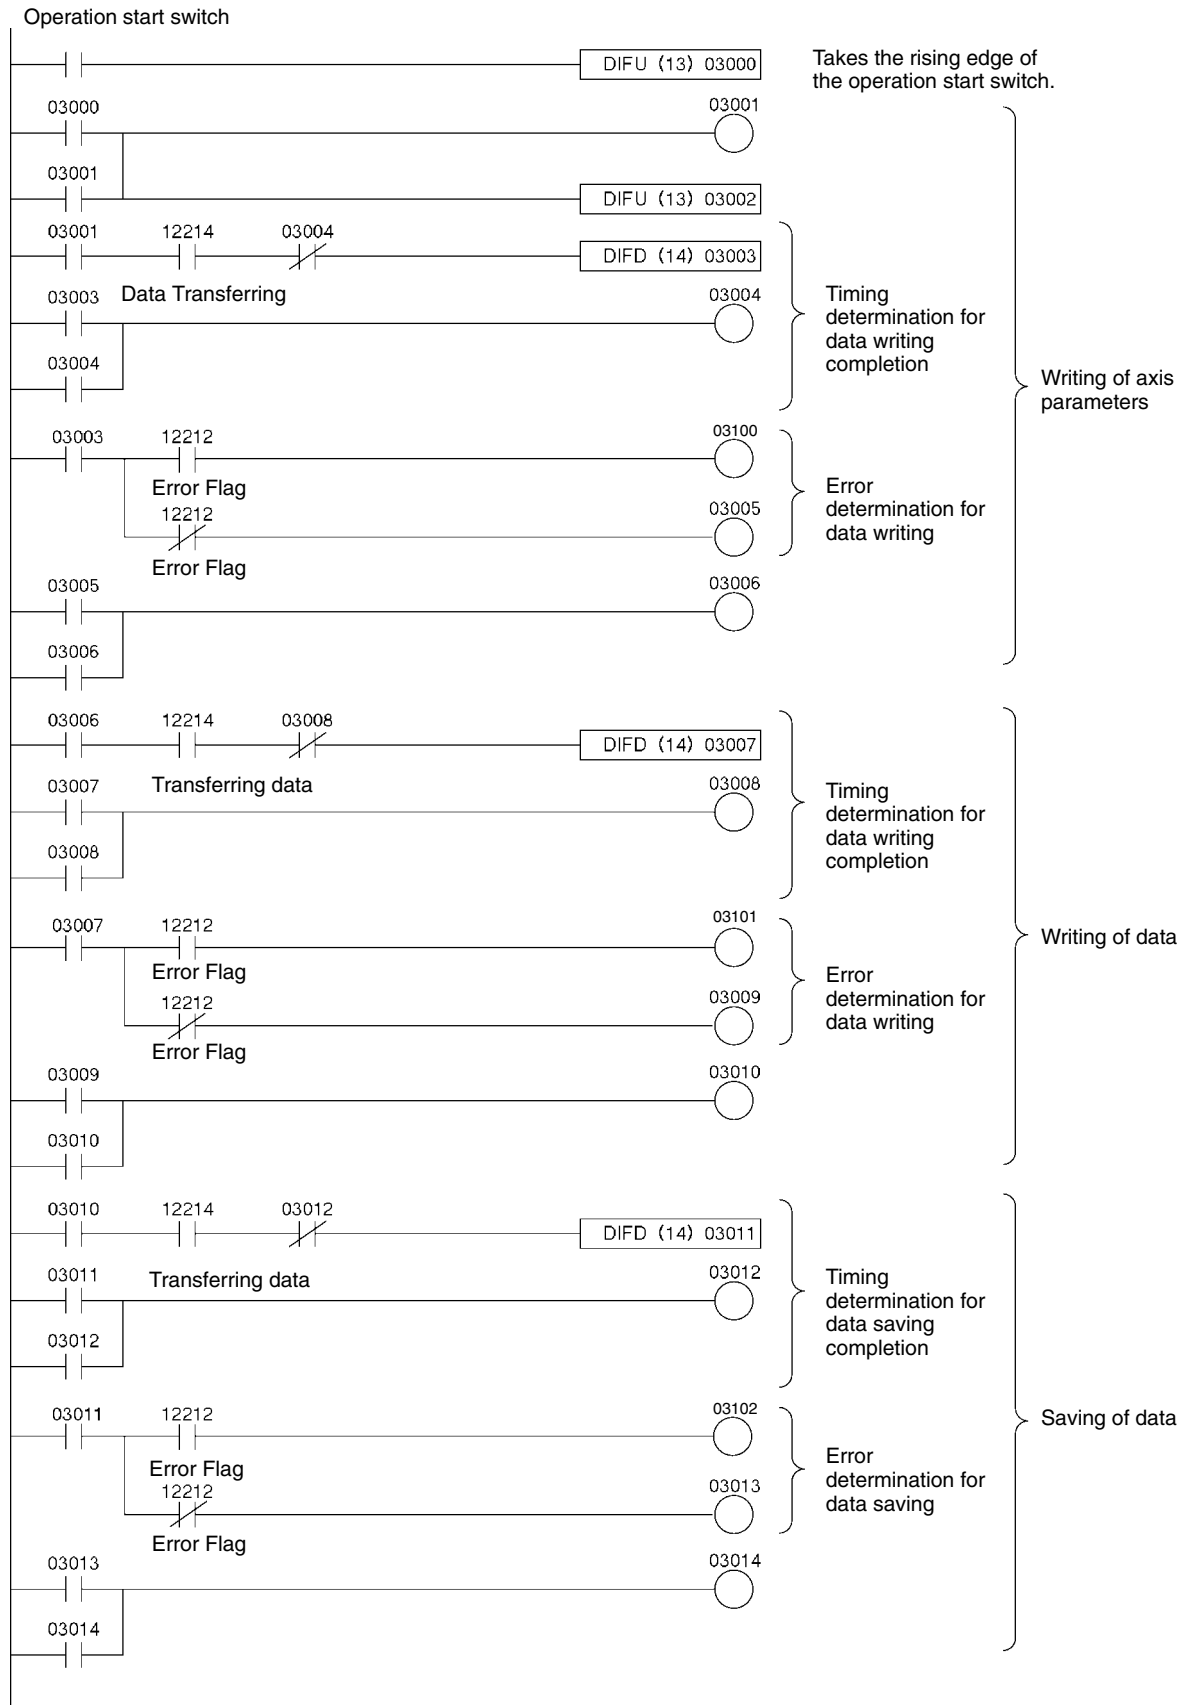 Operation start switch
DIFU (13) 03000
Takes the rising edge of
the operation start switch.
03000
03001
03001
DIFU (13) 03002
03001 12214 03004
DIFD (14) 03003
03003 Data Transferring
03004
03004
Timing
determination for
data writing
completion
Writing of axis
parameters
03003 12212
03100
Error Flag
12212
03005
Error Flag
Error
determination for
data writing
03005
03006
03006
03006 12214 03008
DIFD (14) 03007
03007 Transferring data
03008
03008
Timing
determination for
data writing
completion
03007 12212
03101
Error Flag
12212
03009
Error Flag
Error
determination for
data writing
Writing of data
03009
03010
03010
03010 12214 03012
DIFD (14) 03011
03011 Transferring data
03012
03012
Timing
determination for
data saving
completion
03011 12212
03102
Error Flag
12212
03013
Error Flag
Error
determination for
data saving
Saving of data
03013
03014
03014